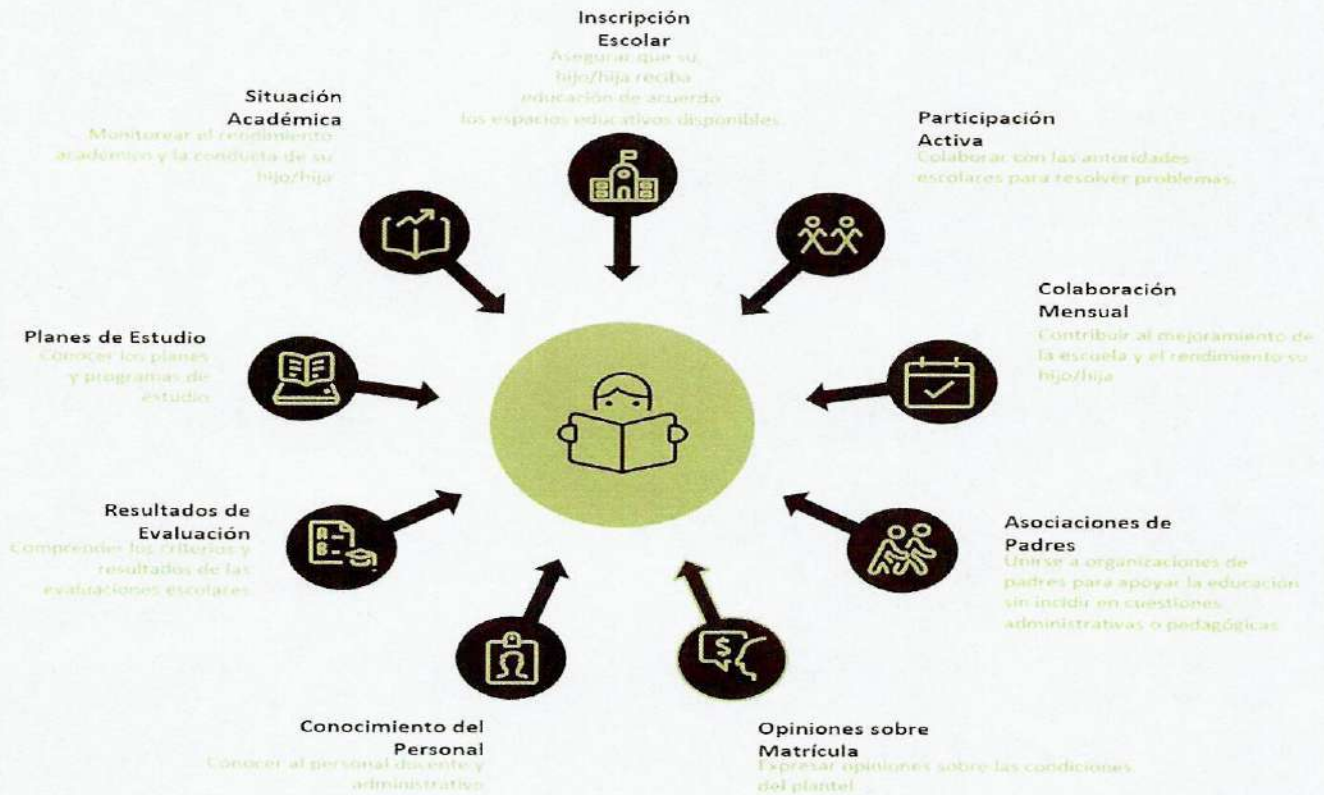 Inscripción
Escolar
Asegurar que su
hijo/hija reciba
educación de acuerdo
los espacios educativos disponibles.
Participación
Activa
Colaborar con las autoridades
escolares para resolver problemas.
Colaboración
Mensual
Contribuir al mejoramiento de
la escuela y el rendimiento su
hijo/hija
Asociaciones de
Padres
Unirse a organizaciones de
padres para apoyar la educación
sin incidir en cuestiones
administrativas o pedagógicas
$
Opiniones sobre
Matrícula
Expresar opiniones sobre las condiciones
del plantel
Conocimiento del
Personal
Conocer al personal docente y
administrativo
A
B
Resultados de
Evaluación
Comprender los criterios y
resultados de las
evaluaciones escolares
Planes de Estudio
Conocer los planes
y programas de
estudio
Situación
Académica
Monitorear el rendimiento
académico y la conducta de su
hijo/hija